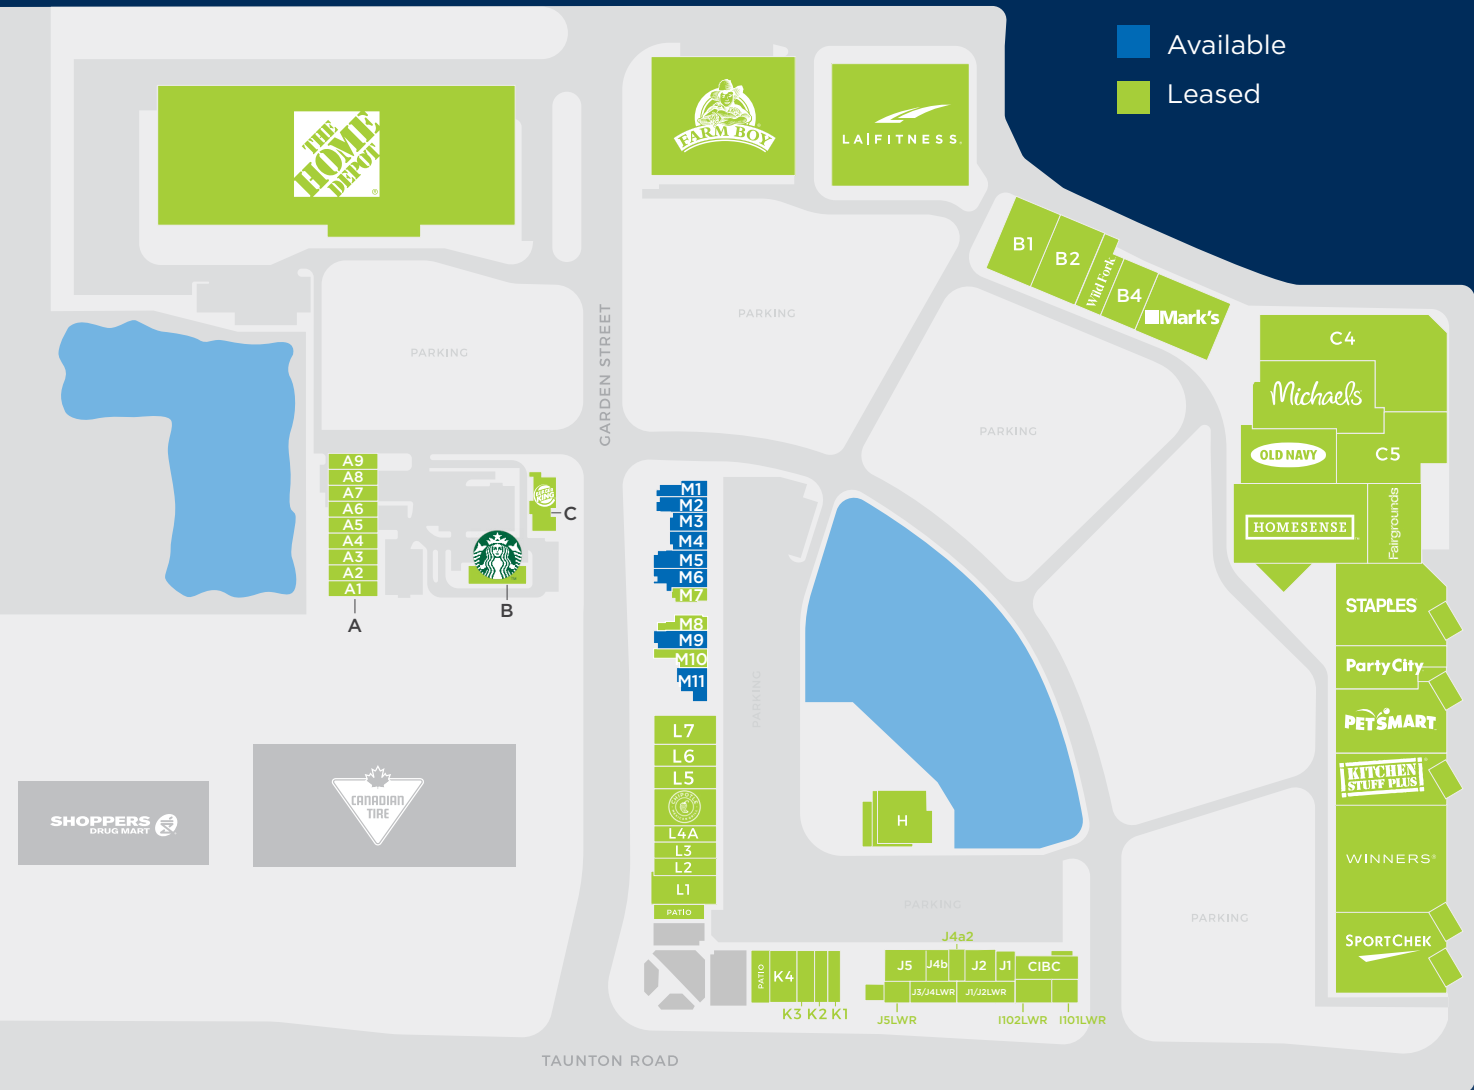 Available
Leased
THE
HOME
DEPOT
FARM BOY
LA|FITNESS.
B1
B2
Wild Fork
B4
Mark's
C4
Michaels
OLD NAVY
C5
HOMESENSE
Fairgrounds
STAPLES
Party City
PETSMART
KITCHEN
STUFF PLUS
WINNERS®
SPORTCHEK
PARKING
PARKING
PARKING
GARDEN STREET
A9
A8
A7
A6
A5
A4
A3
A2
A1
A
BURGER
KING
C
B
M1
M2
M3
M4
M5
M6
M7
M8
M9
M10
M11
PARKING
L7
L6
L5
CHIPOTLE
L4A
L3
L2
L1
PATIO
SHOPPERS
DRUG MART
CANADIAN
TIRE
H
PARKING
PARKING
PATIO
K4
K3 K2 K1
J4a2
J5
J4b
J2
J1
CIBC
J3/J4LWR
J1/J2LWR
J5LWR
I102LWR
I101LWR
TAUNTON ROAD